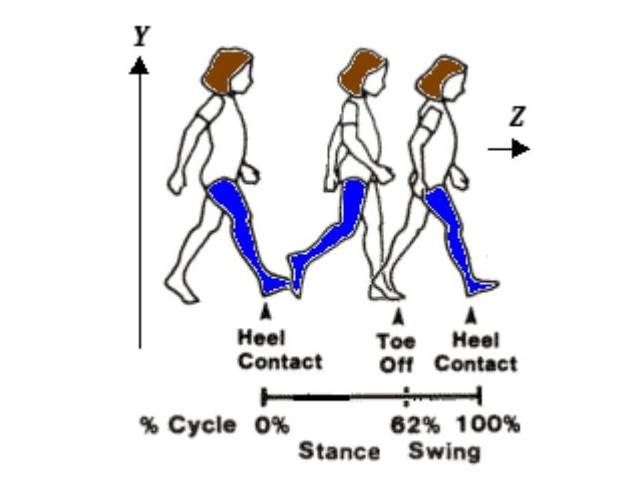 Y
Z
Heel Contact
Toe Off
Heel Contact
% Cycle 0% 62% 100%
Stance Swing